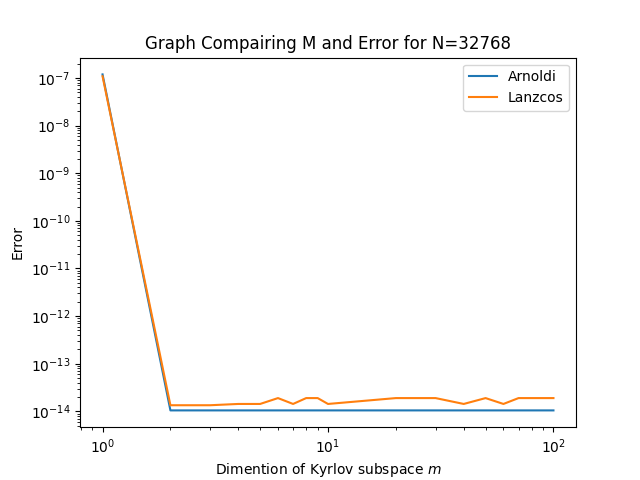 Graph Compairing M and Error for N=32768
Arnoldi
Lanzcos
10⁻⁷
10⁻⁸
10⁻⁹
10⁻¹⁰
10⁻¹¹
10⁻¹²
10⁻¹³
10⁻¹⁴
Error
10⁰
10¹
10²
Dimention of Kyrlov subspace m